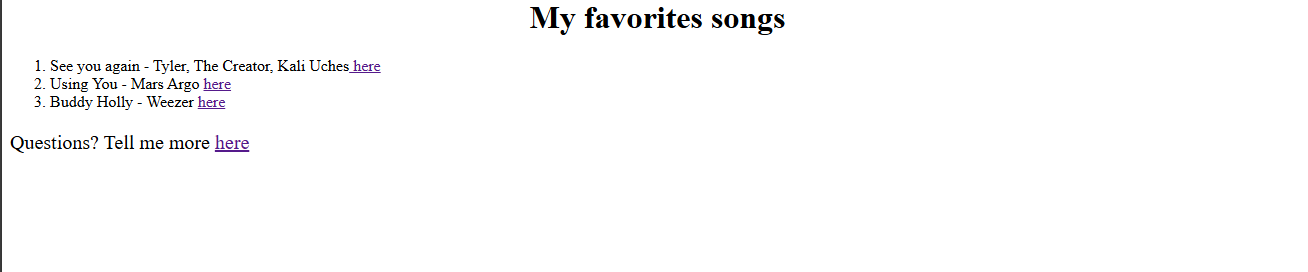 My favorites songs
1. See you again - Tyler, The Creator, Kali Uches here
2. Using You - Mars Argo here
3. Buddy Holly - Weezer here
Questions? Tell me more here